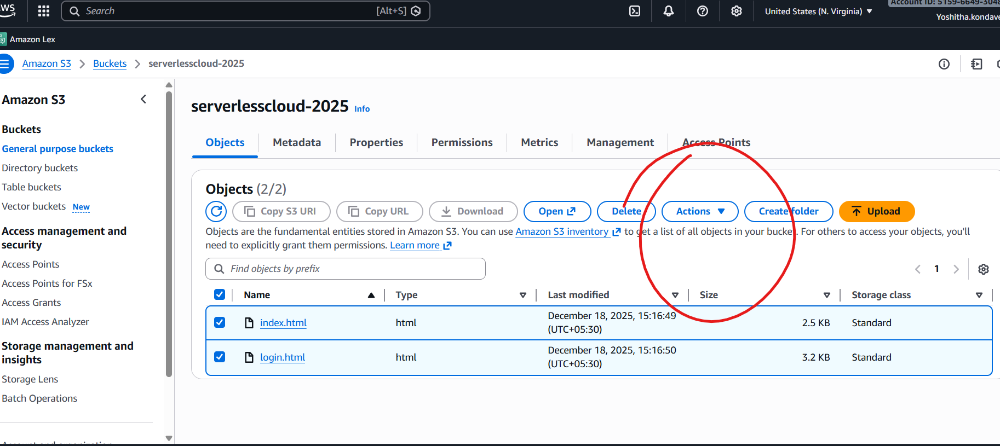 Search [Alt+S]
United States (N. Virginia)
Account ID: 5159-6649-3048
Yoshitha.kondave
Amazon Lex
Amazon S3
Buckets
serverlesscloud-2025
Amazon S3
Buckets
General purpose buckets
Directory buckets
Table buckets
Vector buckets New
Access management and
security
Access Points
Access Points for FSx
Access Grants
IAM Access Analyzer
Storage management and
insights
Storage Lens
Batch Operations
serverlesscloud-2025 Info
Objects Metadata Properties Permissions Metrics Management Access Points
Objects (2/2)
Copy S3 URI Copy URL Download Open Delete Actions Create folder Upload
Objects are the fundamental entities stored in Amazon S3. You can use Amazon S3 inventory to get a list of all objects in your bucket. For others to access your objects, you'll
need to explicitly grant them permissions. Learn more
Find objects by prefix
1
Name Type Last modified Size Storage class
index.html html December 18, 2025, 15:16:49 2.5 KB Standard
(UTC+05:30)
login.html html December 18, 2025, 15:16:50 3.2 KB Standard
(UTC+05:30)